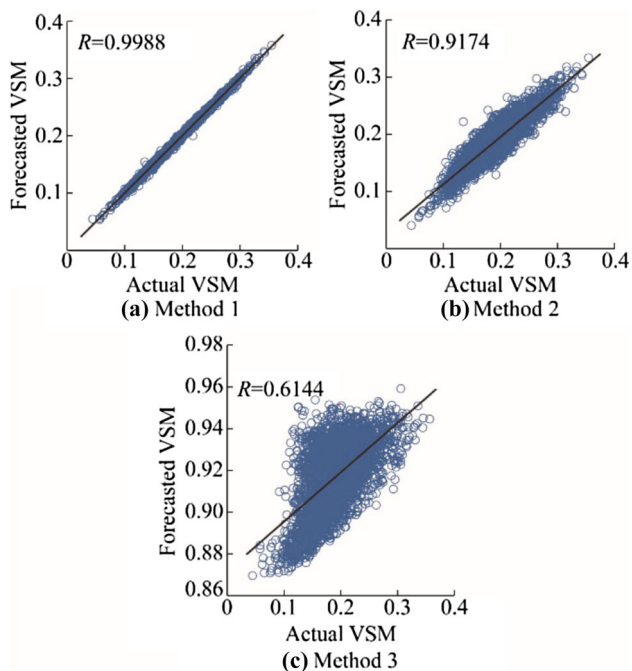 0.4
R=0.9988
0.3
0.2
0.1
Forecasted VSM
0 0.1 0.2 0.3 0.4
Actual VSM
(a) Method 1
0.4
R=0.9174
0.3
0.2
0.1
Forecasted VSM
0 0.1 0.2 0.3 0.4
Actual VSM
(b) Method 2
0.98
0.96
R=0.6144
0.94
0.92
0.90
0.88
0.86
Forecasted VSM
0 0.1 0.2 0.3 0.4
Actual VSM
(c) Method 3